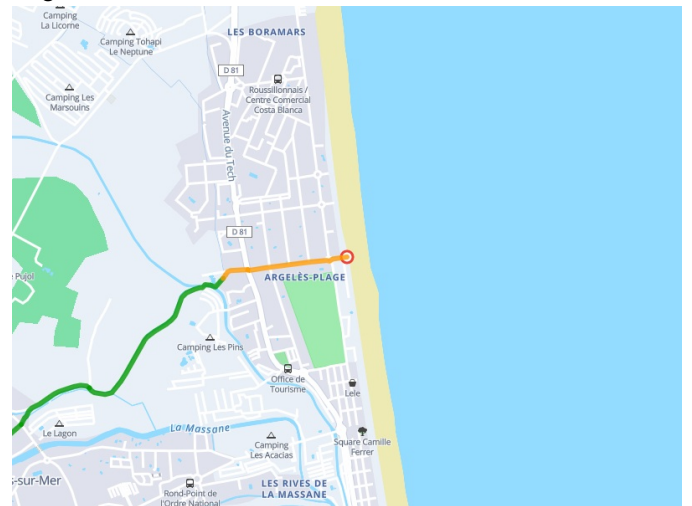 Camping
La Licorne
LES BORAMARS
Camping Tohapi
Le Neptune
D 81
Roussillonnais /
Centre Comercial
Costa Blanca
Camping Les
Marsouins
Avenue du Tech
D 81
Pujol
ARGELÈS-PLAGE
Camping Les Pins
Office de
Tourisme
Lele
Le Lagon
La Massane
Camping
Les Acacias
Square Camille
Ferrer
s-sur-Mer
LES RIVES DE
LA MASSANE
Rond-Point de
l'Ordre National